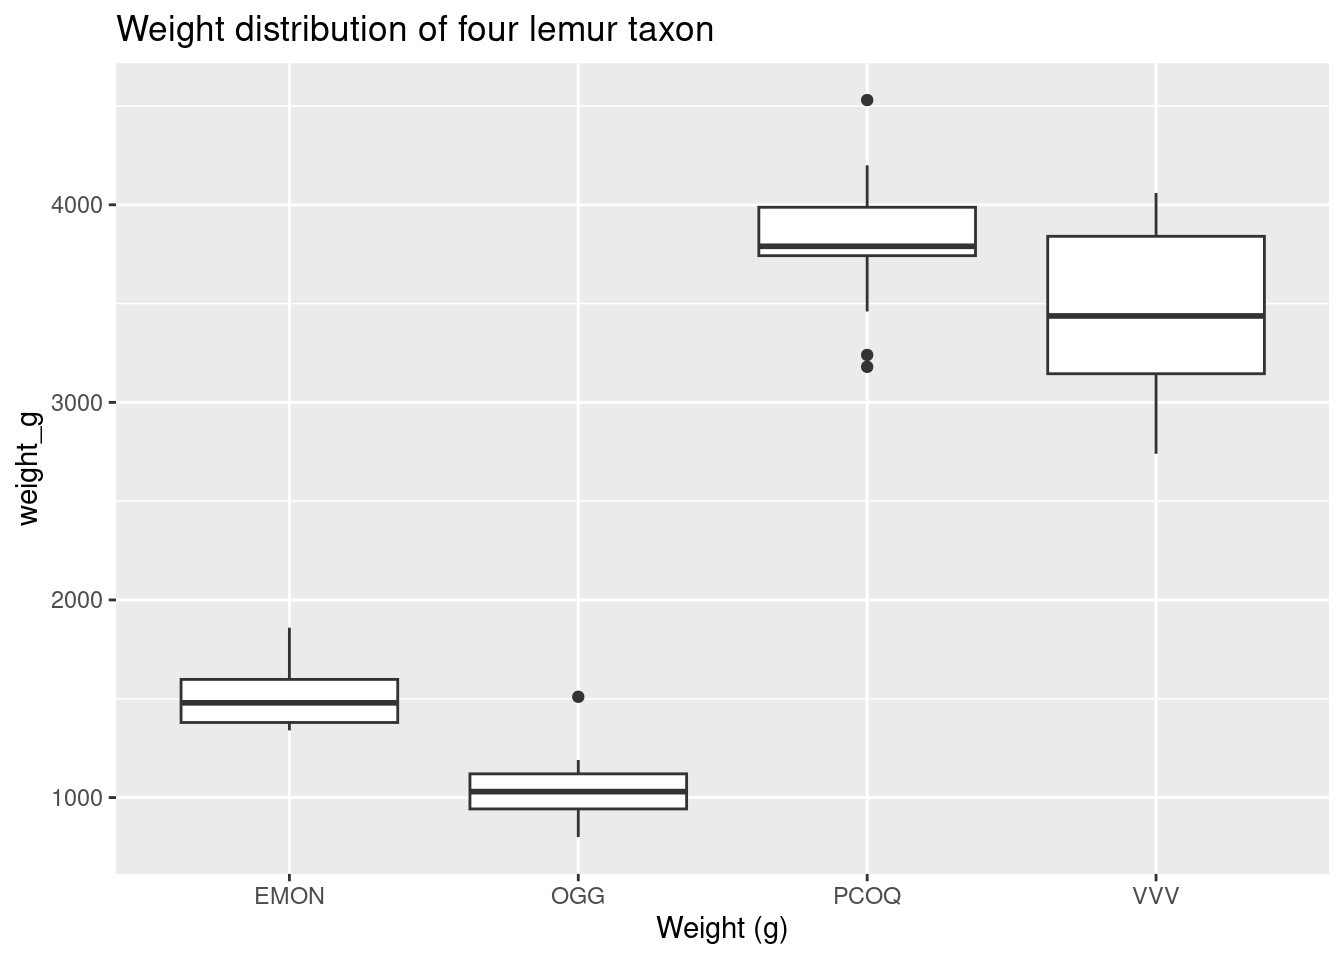 Weight distribution of four lemur taxon
4000
3000
2000
1000
weight_g
EMON
OGG
PCOQ
VVV
Weight (g)